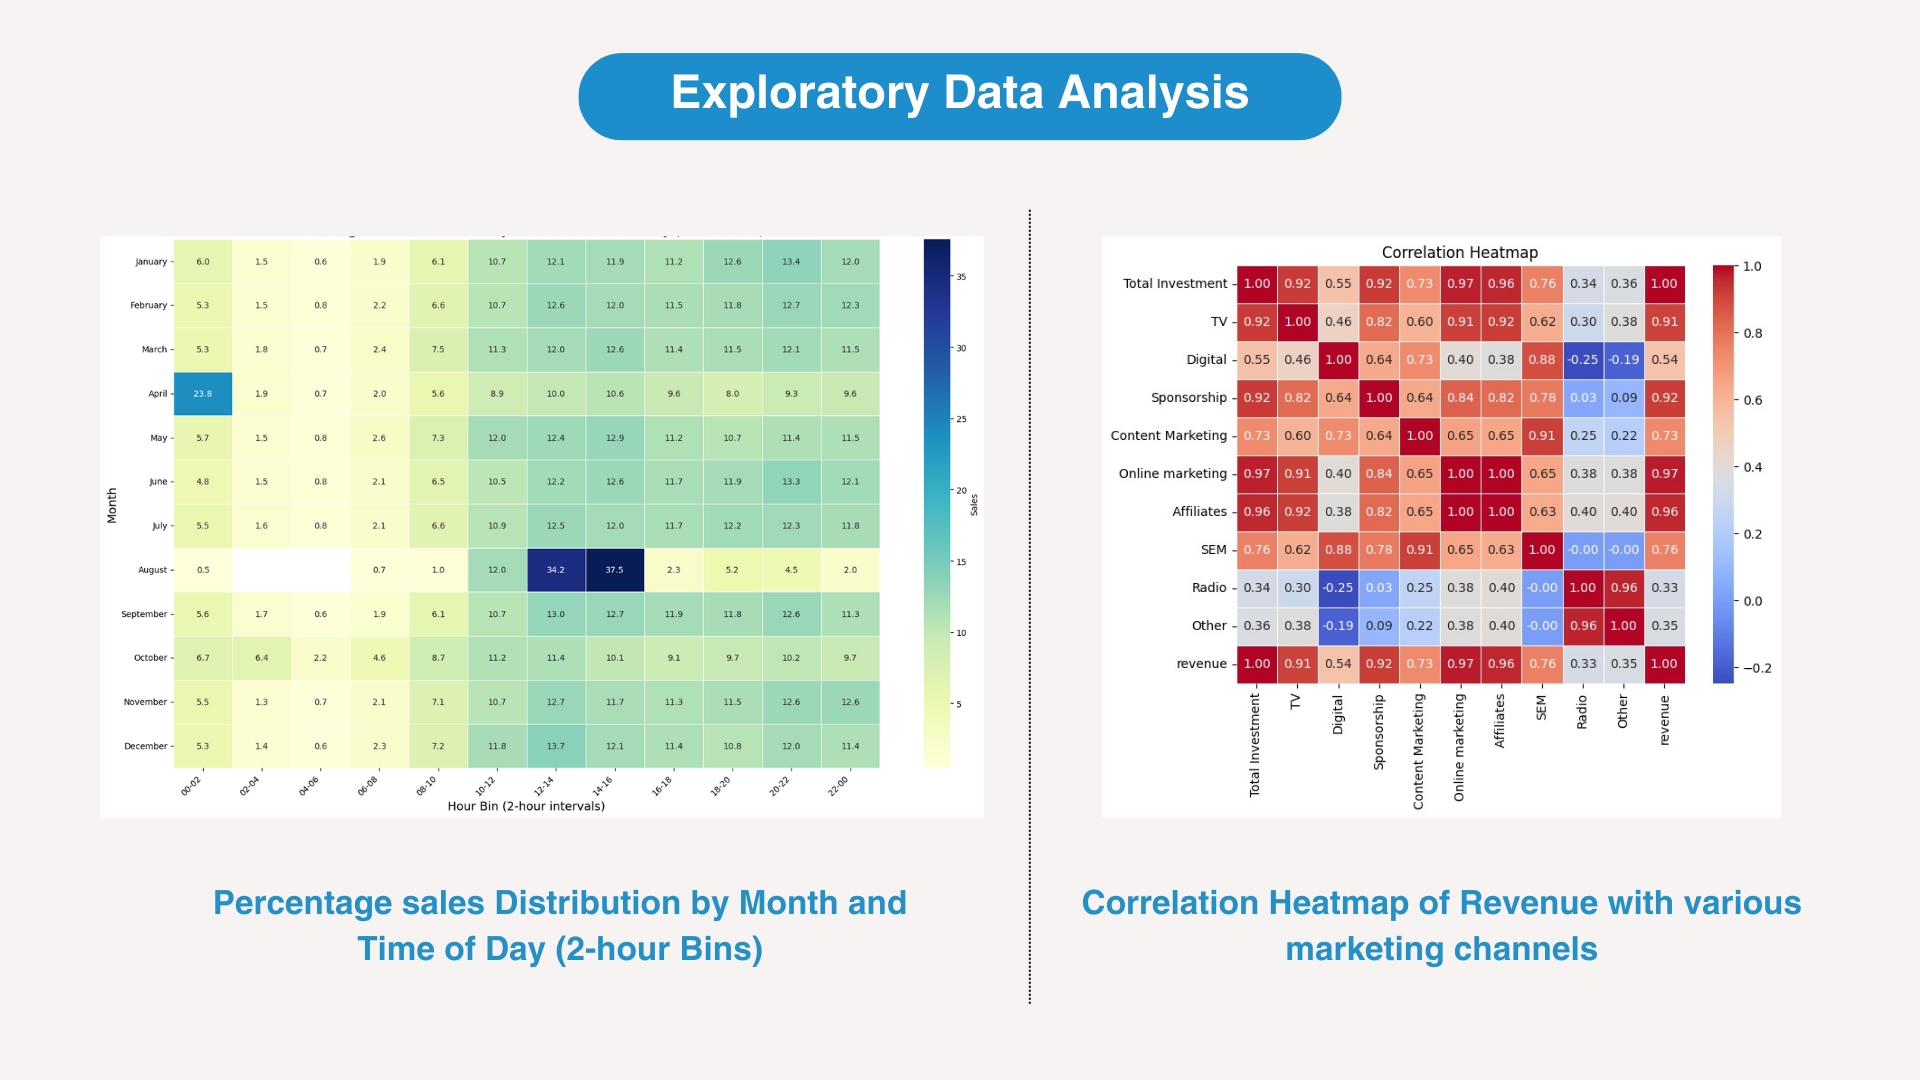 Exploratory Data Analysis
January 6.0 1.5 0.6 1.9 6.1 10.7 12.1 11.9 11.2 12.6 13.4 12.0
February 5.3 1.5 0.8 2.2 6.6 10.7 12.6 12.0 11.5 11.8 12.7 12.3
March 5.3 1.8 0.7 2.4 7.5 11.3 12.0 12.6 11.4 11.5 12.1 11.5
April 23.8 1.9 0.7 2.0 5.6 8.9 10.0 10.6 9.6 8.0 9.3 9.6
May 5.7 1.5 0.8 2.6 7.3 12.0 12.4 12.9 11.2 10.7 11.4 11.5
June 4.8 1.5 0.8 2.1 6.5 10.5 12.2 12.6 11.7 11.9 13.3 12.1
July 5.5 1.6 0.8 2.1 6.6 10.9 12.5 12.0 11.7 12.2 12.3 11.8
August 0.5 0.7 1.0 12.0 34.2 37.5 2.3 5.2 4.5 2.0
September 5.6 1.7 0.6 1.9 6.1 10.7 13.0 12.7 11.9 11.8 12.6 11.3
October 6.7 6.4 2.2 4.6 8.7 11.2 11.4 10.1 9.1 9.7 10.2 9.7
November 5.5 1.3 0.7 2.1 7.1 10.7 12.7 11.7 11.3 11.5 12.6 12.6
December 5.3 1.4 0.6 2.3 7.2 11.8 13.7 12.1 11.4 10.8 12.0 11.4
00-02 02-04 04-06 06-08 08-10 10-12 12-14 14-16 16-18 18-20 20-22 22-00
Hour Bin (2-hour intervals)
Month
35
30
25
20
15
10
5
Sales
Percentage sales Distribution by Month and
Time of Day (2-hour Bins)
Correlation Heatmap
Total Investment 1.00 0.92 0.55 0.92 0.73 0.97 0.96 0.76 0.34 0.36 1.00
TV 0.92 1.00 0.46 0.82 0.60 0.91 0.92 0.62 0.30 0.38 0.91
Digital 0.55 0.46 1.00 0.64 0.73 0.40 0.38 0.88 -0.25 -0.19 0.54
Sponsorship 0.92 0.82 0.64 1.00 0.64 0.84 0.82 0.78 0.03 0.09 0.92
Content Marketing 0.73 0.60 0.73 0.64 1.00 0.65 0.65 0.91 0.25 0.22 0.73
Online marketing 0.97 0.91 0.40 0.84 0.65 1.00 1.00 0.65 0.38 0.38 0.97
Affiliates 0.96 0.92 0.38 0.82 0.65 1.00 1.00 0.63 0.40 0.40 0.96
SEM 0.76 0.62 0.88 0.78 0.91 0.65 0.63 1.00 -0.00 -0.00 0.76
Radio 0.34 0.30 -0.25 0.03 0.25 0.38 0.40 -0.00 1.00 0.96 0.33
Other 0.36 0.38 -0.19 0.09 0.22 0.38 0.40 -0.00 0.96 1.00 0.35
revenue 1.00 0.91 0.54 0.92 0.73 0.97 0.96 0.76 0.33 0.35 1.00
Total Investment TV Digital Sponsorship Content Marketing Online marketing Affiliates SEM Radio Other revenue
1.0
0.8
0.6
0.4
0.2
0.0
−0.2
Correlation Heatmap of Revenue with various
marketing channels